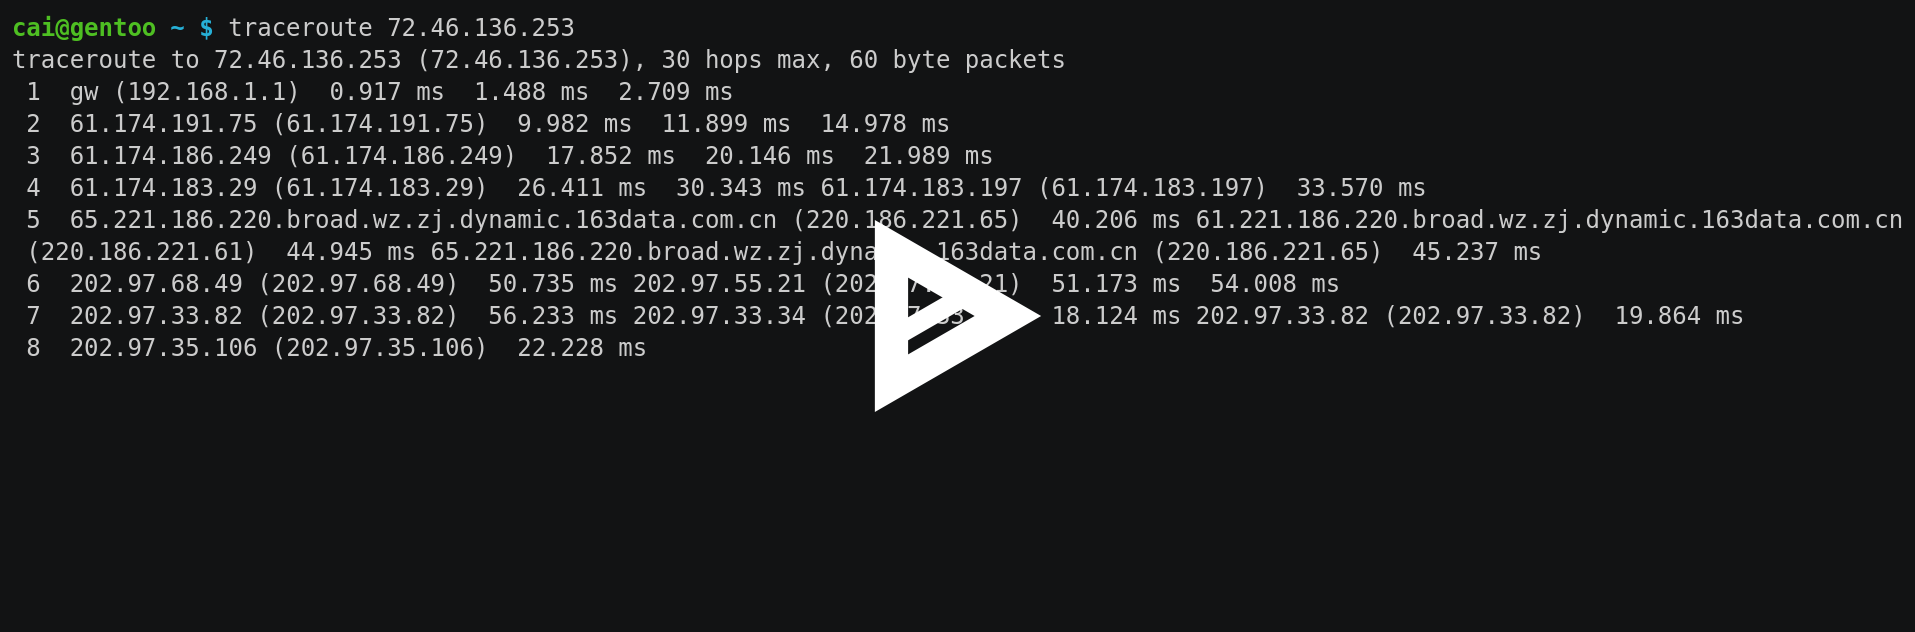 cai@gentoo ~ $ traceroute 72.46.136.253
traceroute to 72.46.136.253 (72.46.136.253), 30 hops max, 60 byte packets
1 gw (192.168.1.1) 0.917 ms 1.488 ms 2.709 ms
2 61.174.191.75 (61.174.191.75) 9.982 ms 11.899 ms 14.978 ms
3 61.174.186.249 (61.174.186.249) 17.852 ms 20.146 ms 21.989 ms
4 61.174.183.29 (61.174.183.29) 26.411 ms 30.343 ms 61.174.183.197 (61.174.183.197) 33.570 ms
5 65.221.186.220.broad.wz.zj.dynamic.163data.com.cn (220.186.221.65) 40.206 ms 61.221.186.220.broad.wz.zj.dynamic.163data.com.cn
(220.186.221.61) 44.945 ms 65.221.186.220.broad.wz.zj.dynamic.163data.com.cn (220.186.221.65) 45.237 ms
6 202.97.68.49 (202.97.68.49) 50.735 ms 202.97.55.21 51.173 ms 54.008 ms
7 202.97.33.82 (202.97.33.82) 56.233 ms 202.97.33.34 18.124 ms 202.97.33.82 (202.97.33.82) 19.864 ms
8 202.97.35.106 (202.97.35.106) 22.228 ms